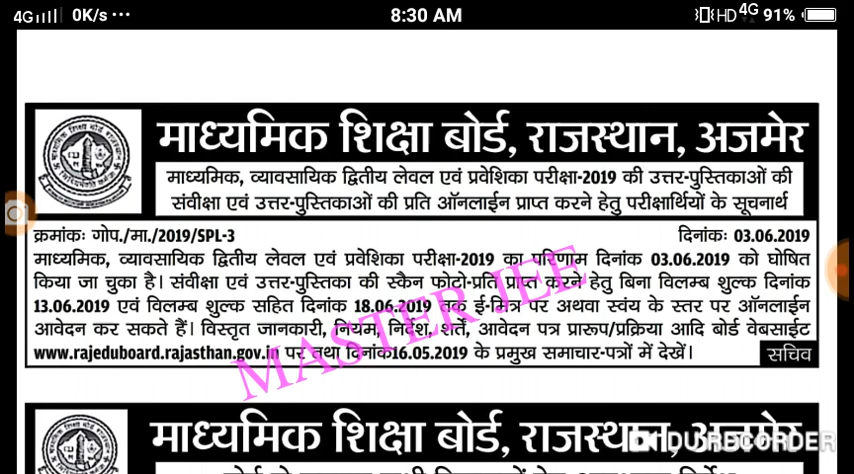 4G 0K/s ••• 8:30 AM HD 4G 91%
माध्यमिक शिक्षा बोर्ड, राजस्थान, अजमेर
माध्यमिक, व्यावसायिक द्वितीय लेवल एवं प्रवेशिका परीक्षा-2019 की उत्तर-पुस्तिकाओं की
संवीक्षा एवं उत्तर-पुस्तिकाओं की प्रति ऑनलाईन प्राप्त करने हेतु परीक्षार्थियों के सूचनार्थ
क्रमांकः गोप./मा./2019/SPL-3 दिनांकः 03.06.2019
माध्यमिक, व्यावसायिक द्वितीय लेवल एवं प्रवेशिका परीक्षा-2019 का परिणाम दिनांक 03.06.2019 को घोषित
किया जा चुका है। संवीक्षा एवं उत्तर-पुस्तिका की स्कैन फोटो-प्रति प्राप्त करने हेतु बिना विलम्ब शुल्क दिनांक
13.06.2019 एवं विलम्ब शुल्क सहित दिनांक 18.06.2019 तक ई-मित्र पर अथवा स्वंय के स्तर पर ऑनलाईन
आवेदन कर सकते हैं। विस्तृत जानकारी, नियम, निर्देश, शर्ते, आवेदन पत्र प्रारूप/प्रक्रिया आदि बोर्ड वेबसाईट
www.rajeduboard.rajasthan.gov.in पर तथा दिनांक16.05.2019 के प्रमुख समाचार-पत्रों में देखें।
सचिव
MASTER JEE
माध्यमिक शिक्षा बोर्ड, राजस्थान, अजमेर
DU RECORDER